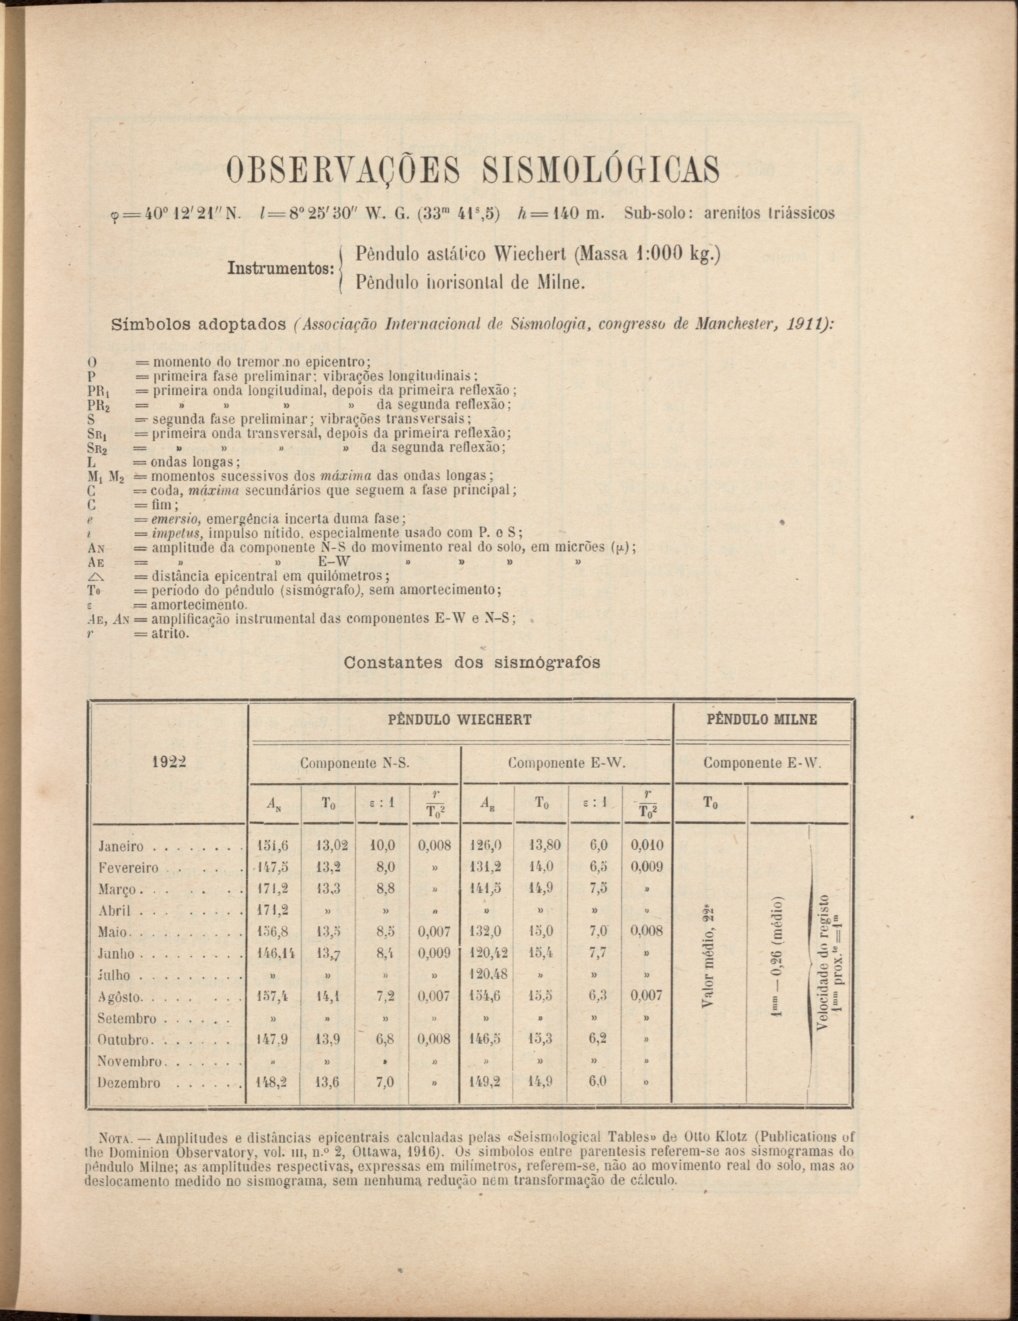 OBSERVAÇÕES SISMOLÓGICAS
φ = 40° 12′ 21″ N. l = 8° 25′ 30″ W. G. (33ᵐ 41ˢ,5) h = 140 m. Sub-solo: arenitos triássicos
Instrumentos: Pêndulo astático Wiechert (Massa 1:000 kg.)
Pêndulo horisontal de Milne.
Símbolos adoptados (Associação Internacional de Sismologia, congresso de Manchester, 1911):
O = momento do tremor no epicentro;
P = primeira fase preliminar; vibrações longitudinais;
PR₁ = primeira onda longitudinal, depois da primeira reflexão;
PR₂ = » » » » da segunda reflexão;
S = segunda fase preliminar; vibrações transversais;
SR₁ = primeira onda transversal, depois da primeira reflexão;
SR₂ = » » » » da segunda reflexão;
L = ondas longas;
M₁ M₂ = momentos sucessivos dos máxima das ondas longas;
C = coda, máxima secundários que seguem a fase principal;
C = fim;
e = emersio, emergência incerta duma fase;
i = impetus, impulso nítido, especialmente usado com P. e S;
AN = amplitude da componente N-S do movimento real do solo, em micrões (μ);
AE = » » E-W » » » »
△ = distância epicentral em quilómetros;
T₀ = período do pêndulo (sismógrafo), sem amortecimento;
ε = amortecimento.
AE, AN = amplificação instrumental das componentes E-W e N-S;
r = atrito.
Constantes dos sismógrafos
1922 PÊNDULO WIECHERT PÊNDULO MILNE
Componente N-S. Componente E-W. Componente E-W.
A_N T₀ ε : 1 r/T₀² A_E T₀ ε : 1 r/T₀² T₀
Janeiro . . . . . . . . 151,6 13,02 10,0 0,008 126,0 13,80 6,0 0,010
Fevereiro . . . . . . 147,5 13,2 8,0 » 131,2 14,0 6,5 0,009
Março . . . . . . . 171,2 13,3 8,8 » 141,5 14,9 7,5 »
Abril . . . . . . . . 171,2 » » » » » » »
Maio . . . . . . . . . 156,8 13,5 8,5 0,007 132,0 15,0 7,0 0,008
Junho . . . . . . . . 146,14 13,7 8,4 0,009 120,42 15,4 7,7 »
Julho . . . . . . . . » » » » 120,48 » » »
Agôsto . . . . . . . . 157,4 14,1 7,2 0,007 154,6 15,5 6,3 0,007
Setembro . . . . . . » » » » » » » »
Outubro . . . . . . . 147,9 13,9 6,8 0,008 146,5 15,3 6,2 »
Novembro . . . . . . » » » » » » » »
Dezembro . . . . . . 148,2 13,6 7,0 » 149,2 14,9 6,0 »
Valor médio, 22ˢ
1ᵐᵐ — 0,26 (médio)
Velocidade do registo
1ᵐᵐ prox.ᵗᵉ = 1ᵐ
NOTA. — Amplitudes e distâncias epicentrais calculadas pelas «Seismological Tables» de Otto Klotz (Publications of
the Dominion Observatory, vol. III, n.º 2, Ottawa, 1916). Os símbolos entre parentesis referem-se aos sismogramas do
pêndulo Milne; as amplitudes respectivas, expressas em milímetros, referem-se, não ao movimento real do solo, mas ao
deslocamento medido no sismograma, sem nenhuma redução nem transformação de cálculo.